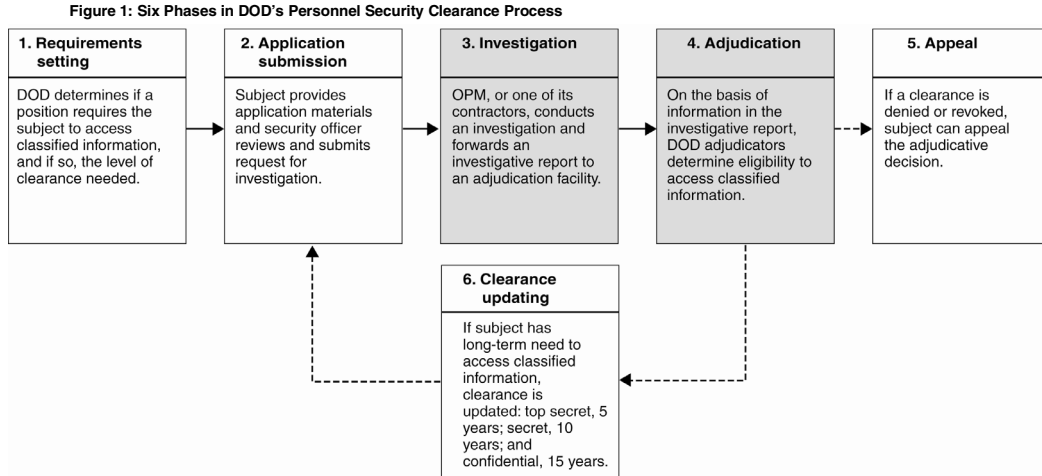 Figure 1: Six Phases in DOD's Personnel Security Clearance Process
1. Requirements
setting
DOD determines if a
position requires the
subject to access
classified information,
and if so, the level of
clearance needed.
2. Application
submission
Subject provides
application materials
and security officer
reviews and submits
request for
investigation.
3. Investigation
OPM, or one of its
contractors, conducts
an investigation and
forwards an
investigative report to
an adjudication facility.
4. Adjudication
On the basis of
information in the
investigative report,
DOD adjudicators
determine eligibility to
access classified
information.
5. Appeal
If a clearance is
denied or revoked,
subject can appeal
the adjudicative
decision.
6. Clearance
updating
If subject has
long-term need to
access classified
information,
clearance is
updated: top secret, 5
years; secret, 10
years; and
confidential, 15 years.